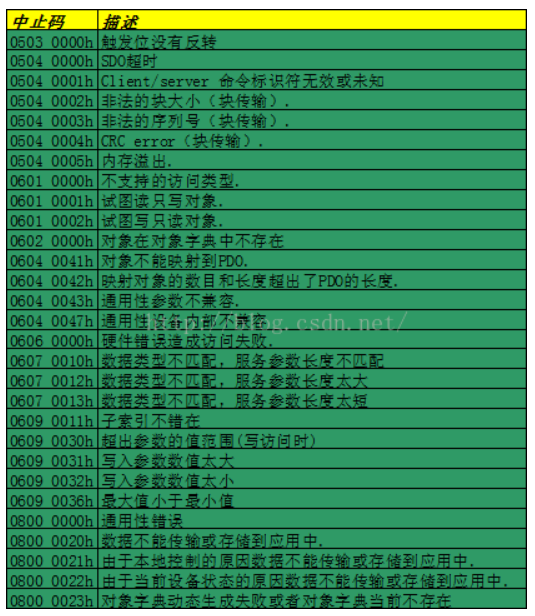 中止码 描述
0503 0000h 触发位没有反转
0504 0000h SDO超时
0504 0001h Client/server 命令标识符无效或未知
0504 0002h 非法的块大小（块传输）.
0504 0003h 非法的序列号（块传输）.
0504 0004h CRC error（块传输）.
0504 0005h 内存溢出.
0601 0000h 不支持的访问类型.
0601 0001h 试图读只写对象.
0601 0002h 试图写只读对象.
0602 0000h 对象在对象字典中不存在
0604 0041h 对象不能映射到PDO.
0604 0042h 映射对象的数目和长度超出了PDO的长度.
0604 0043h 通用性参数不兼容.
0604 0047h 通用性设备内部不兼容.
0606 0000h 硬件错误造成访问失败.
0607 0010h 数据类型不匹配，服务参数长度不匹配
0607 0012h 数据类型不匹配，服务参数长度太大
0607 0013h 数据类型不匹配，服务参数长度太短
0609 0011h 子索引不错在
0609 0030h 超出参数的值范围(写访问时)
0609 0031h 写入参数数值太大
0609 0032h 写入参数数值太小
0609 0036h 最大值小于最小值
0800 0000h 通用性错误
0800 0020h 数据不能传输或存储到应用中.
0800 0021h 由于本地控制的原因数据不能传输或存储到应用中.
0800 0022h 由于当前设备状态的原因数据不能传输或存储到应用中.
0800 0023h 对象字典动态生成失败或者对象字典当前不存在